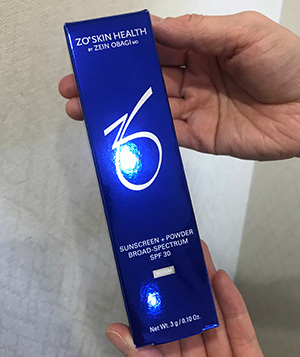 ZO® SKIN HEALTH
BY ZEIN OBAGI MD
SUNSCREEN + POWDER
BROAD-SPECTRUM
SPF 30
Net Wt. 3 g / 0.10 Oz.